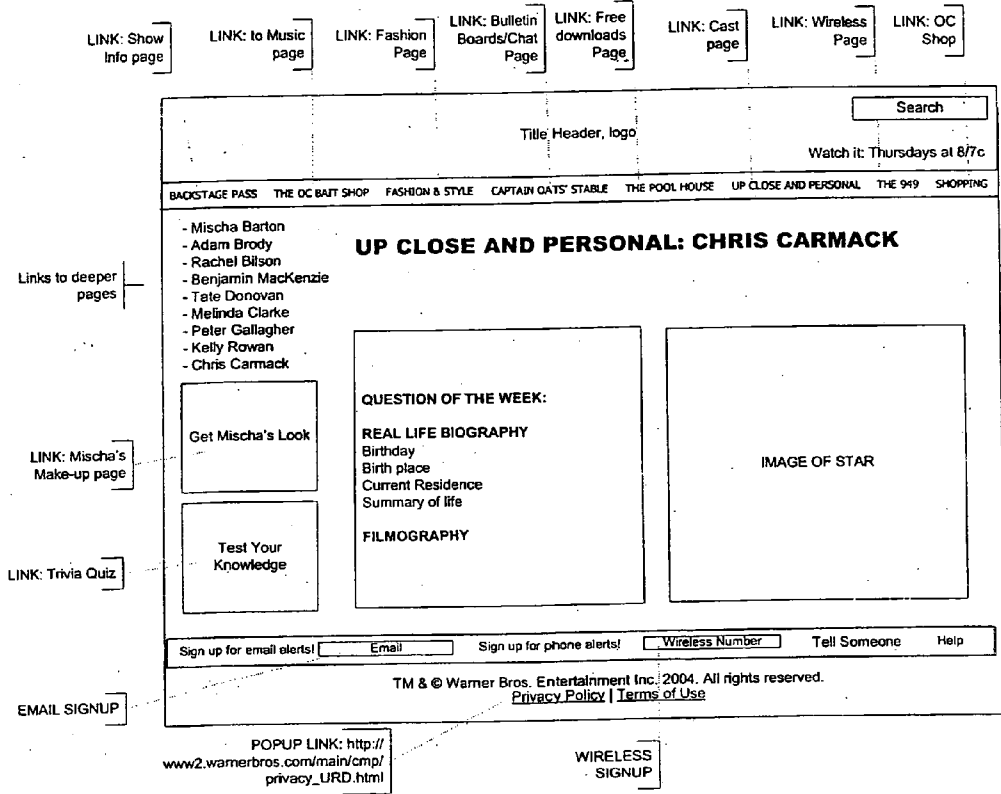 LINK: Show
Info page
LINK: to Music
page
LINK: Fashion
Page
LINK: Bulletin
Boards/Chat
Page
LINK: Free
downloads
Page
LINK: Cast
page
LINK: Wireless
Page
LINK: OC
Shop
Search
Title Header, logo
Watch it: Thursdays at 8/7c
BACKSTAGE PASS THE OC BAIT SHOP FASHION & STYLE CAPTAIN OATS' STABLE THE POOL HOUSE UP CLOSE AND PERSONAL THE 949 SHOPPING
- Mischa Barton
- Adam Brody
- Rachel Bilson
- Benjamin MacKenzie
- Tate Donovan
- Melinda Clarke
- Peter Gallagher
- Kelly Rowan
- Chris Carmack
Links to deeper
pages
UP CLOSE AND PERSONAL: CHRIS CARMACK
Get Mischa's Look
LINK: Mischa's
Make-up page
Test Your
Knowledge
LINK: Trivia Quiz
QUESTION OF THE WEEK:
REAL LIFE BIOGRAPHY
Birthday
Birth place
Current Residence
Summary of life
FILMOGRAPHY
IMAGE OF STAR
Sign up for email alerts! Email Sign up for phone alerts! Wireless Number Tell Someone Help
TM & © Warner Bros. Entertainment Inc. 2004. All rights reserved.
Privacy Policy | Terms of Use
EMAIL SIGNUP
POPUP LINK: http://
www2.warnerbros.com/main/cmp/
privacy_URD.html
WIRELESS
SIGNUP